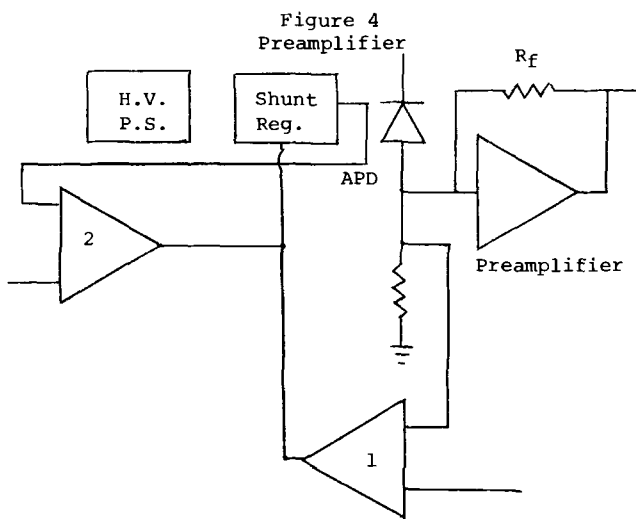 Figure 4
Preamplifier
Rf
H.V.
P.S.
Shunt
Reg.
APD
2
Preamplifier
1